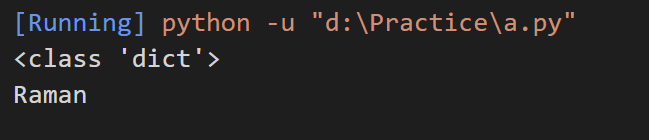 [Running] python -u "d:\Practice\a.py"
<class 'dict'>
Raman